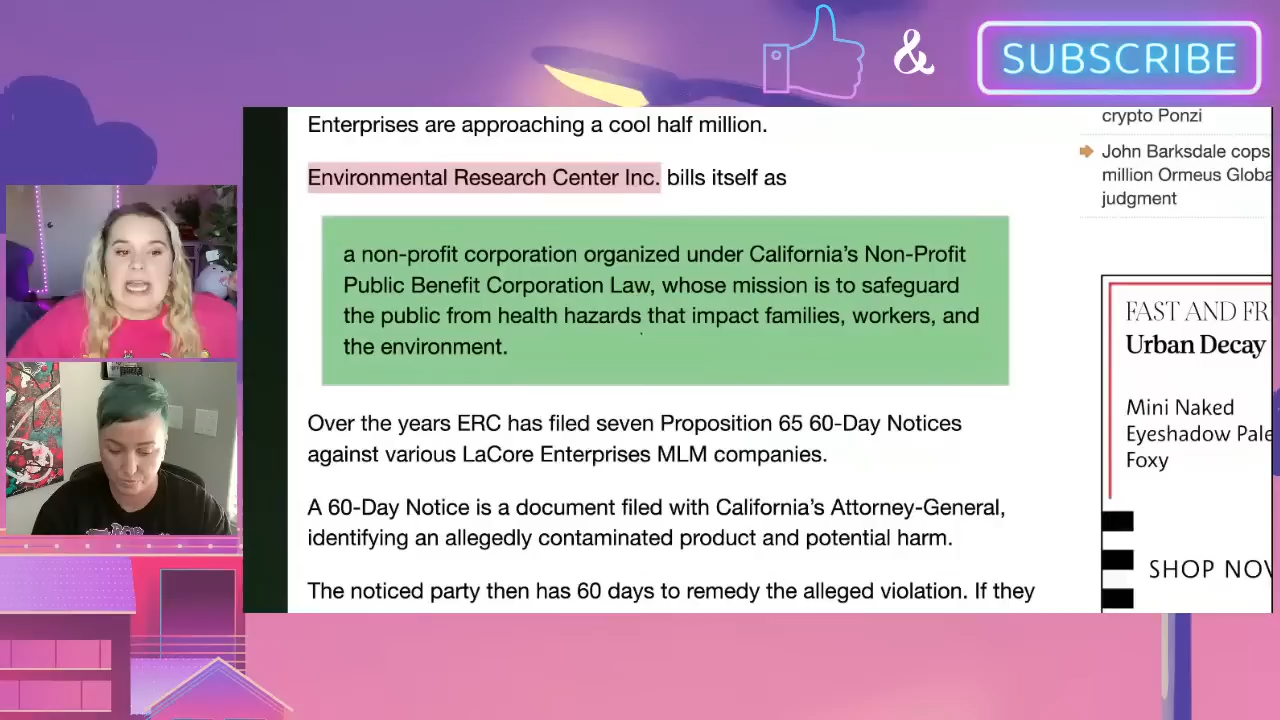 & SUBSCRIBE
Enterprises are approaching a cool half million.
Environmental Research Center Inc. bills itself as
a non-profit corporation organized under California’s Non-Profit
Public Benefit Corporation Law, whose mission is to safeguard
the public from health hazards that impact families, workers, and
the environment.
Over the years ERC has filed seven Proposition 65 60-Day Notices
against various LaCore Enterprises MLM companies.
A 60-Day Notice is a document filed with California’s Attorney-General,
identifying an allegedly contaminated product and potential harm.
The noticed party then has 60 days to remedy the alleged violation. If they
crypto Ponzi
John Barksdale cops
million Ormeus Globa
judgment
FAST AND FR
Urban Decay
Mini Naked
Eyeshadow Pale
Foxy
SHOP NOW